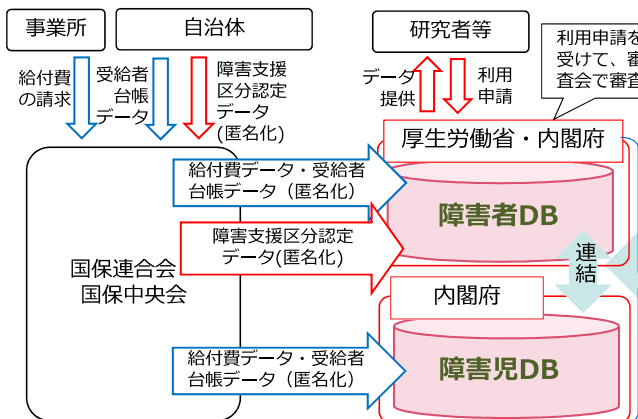 事業所
自治体
研究者等
利用申請を
受けて、審
査会で審査
給付費
の請求
受給者
台帳
データ
障害支援
区分認定
データ
(匿名化)
データ
提供
利用
申請
厚生労働省・内閣府
給付費データ・受給者
台帳データ（匿名化）
障害者DB
障害支援区分認定
データ(匿名化)
国保連合会
国保中央会
連
結
内閣府
給付費データ・受給者
台帳データ（匿名化）
障害児DB